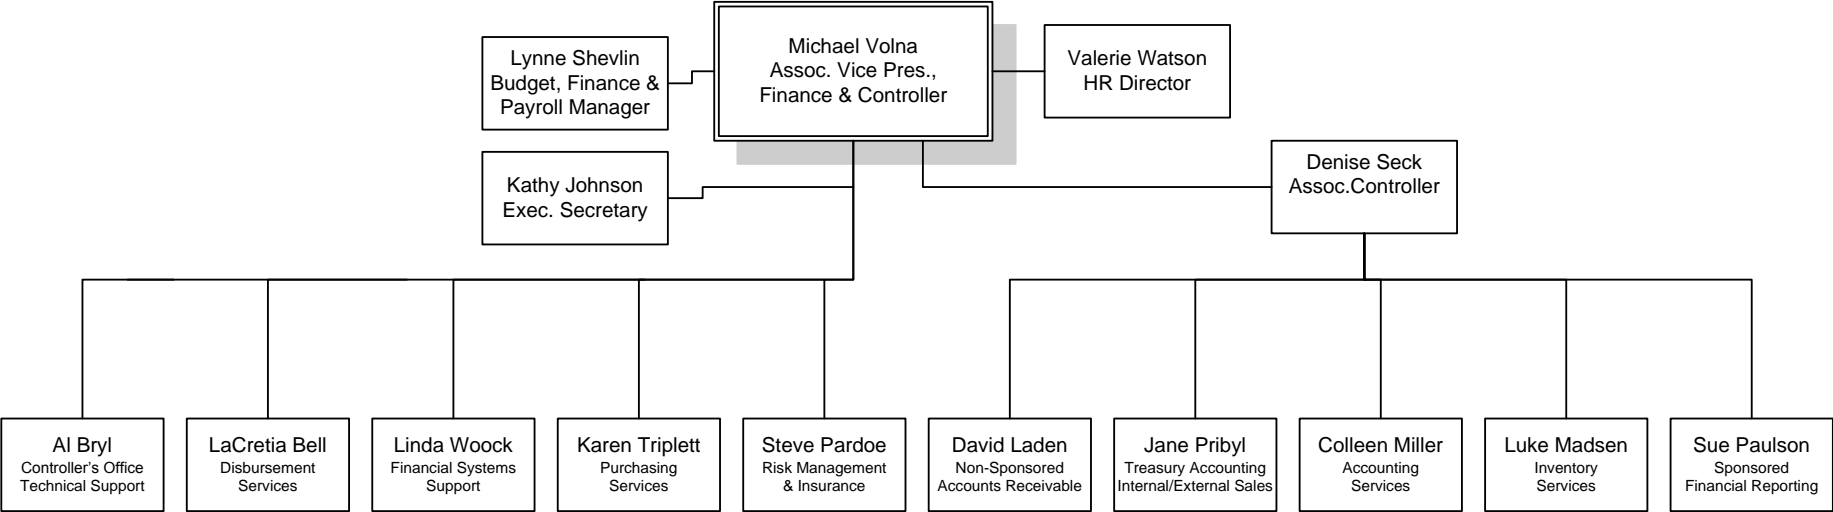 Michael Volna
Assoc. Vice Pres.,
Finance & Controller
Lynne Shevlin
Budget, Finance &
Payroll Manager
Valerie Watson
HR Director
Kathy Johnson
Exec. Secretary
Denise Seck
Assoc.Controller
Al Bryl
Controller’s Office
Technical Support
LaCretia Bell
Disbursement
Services
Linda Woock
Financial Systems
Support
Karen Triplett
Purchasing
Services
Steve Pardoe
Risk Management
& Insurance
David Laden
Non-Sponsored
Accounts Receivable
Jane Pribyl
Treasury Accounting
Internal/External Sales
Colleen Miller
Accounting
Services
Luke Madsen
Inventory
Services
Sue Paulson
Sponsored
Financial Reporting